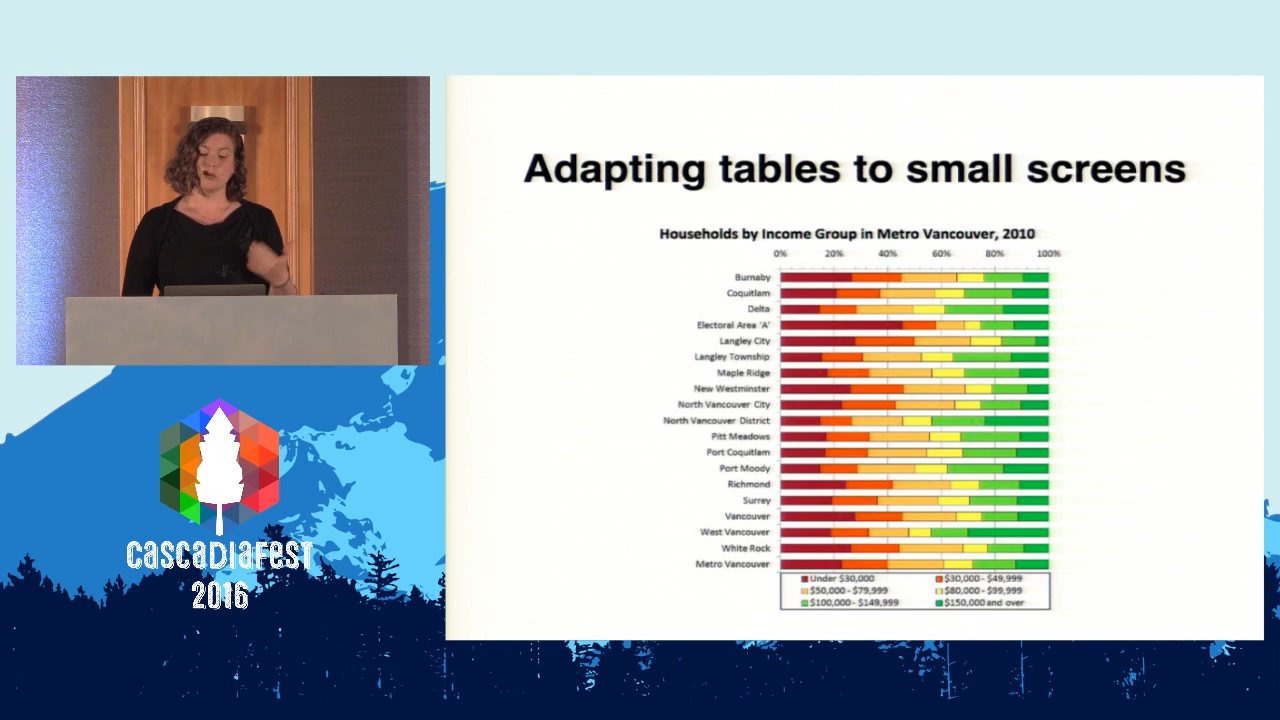 Adapting tables to small screens
Households by Income Group in Metro Vancouver, 2010
0% 20% 40% 60% 80% 100%
Burnaby
Coquitlam
Delta
Electoral Area 'A'
Langley City
Langley Township
Maple Ridge
New Westminster
North Vancouver City
North Vancouver District
Pitt Meadows
Port Coquitlam
Port Moody
Richmond
Surrey
Vancouver
West Vancouver
White Rock
Metro Vancouver
Under $30,000 $30,000 - $49,999
$50,000 - $79,999 $80,000 - $99,999
$100,000 - $149,999 $150,000 and over
CASCADIAFEST
2016